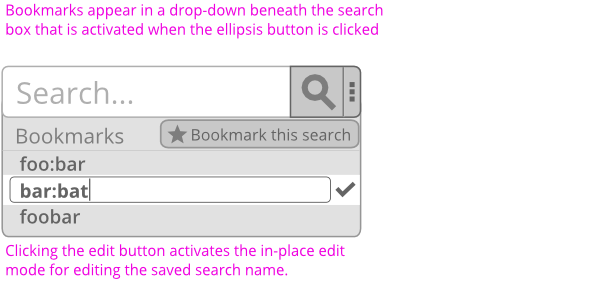 Bookmarks appear in a drop-down beneath the search
box that is activated when the ellipsis button is clicked
Search...
Bookmarks
Bookmark this search
foo:bar
bar:bat
foobar
Clicking the edit button activates the in-place edit
mode for editing the saved search name.